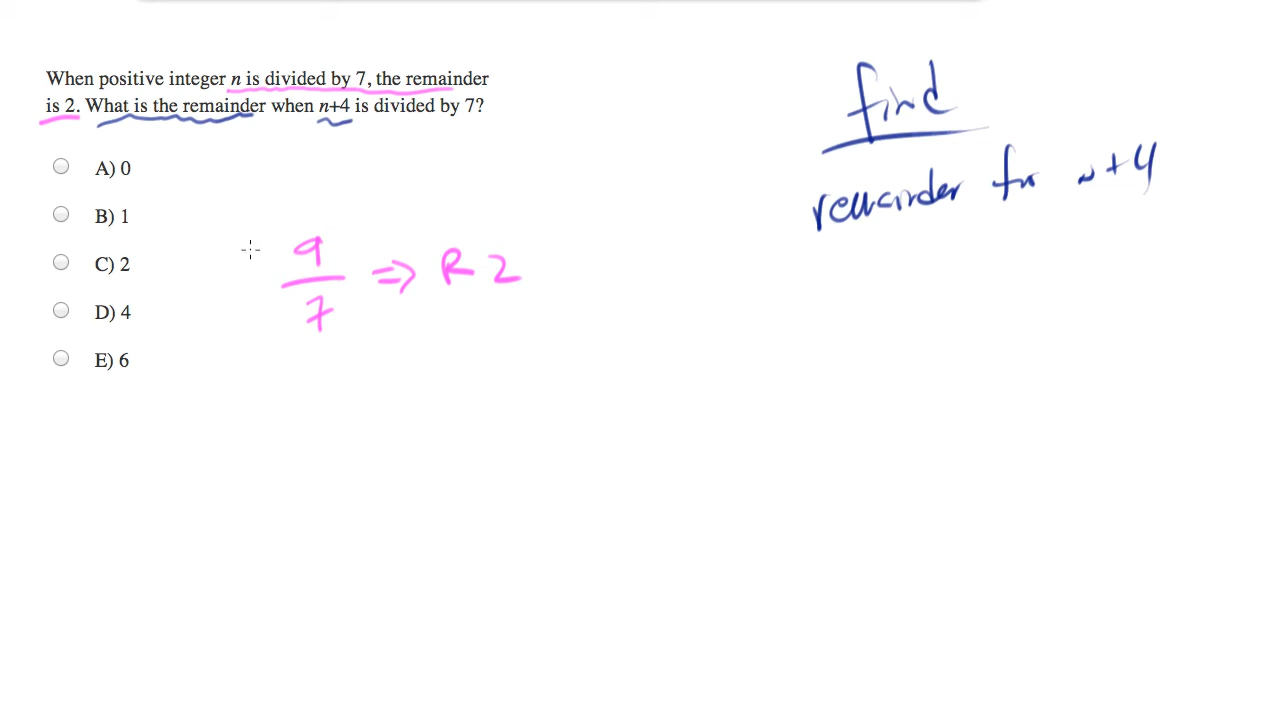 When positive integer n is divided by 7, the remainder
is 2. What is the remainder when n+4 is divided by 7?
A) 0
B) 1
C) 2
D) 4
E) 6
find
remainder for n+4
9
7
⇒ R 2